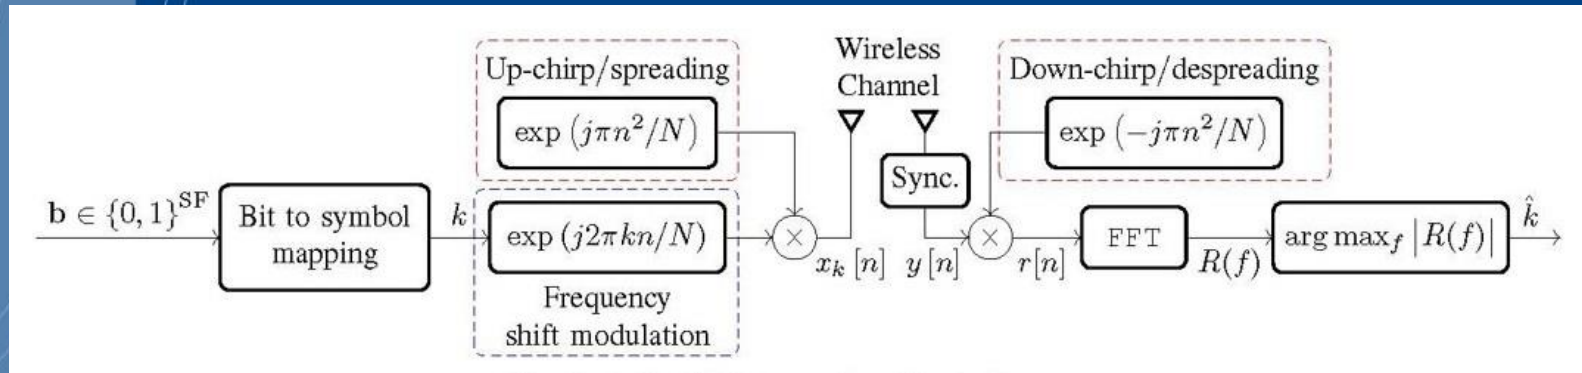 Up-chirp/spreading
exp (jπn²/N)
Wireless
Channel
Down-chirp/despreading
exp (−jπn²/N)
Sync.
b ∈ {0, 1}^SF
Bit to symbol
mapping
k
exp (j2πkn/N)
×
x_k [n]
y [n]
×
r[n]
FFT
R(f)
arg max_f |R(f)|
k̂
Frequency
shift modulation